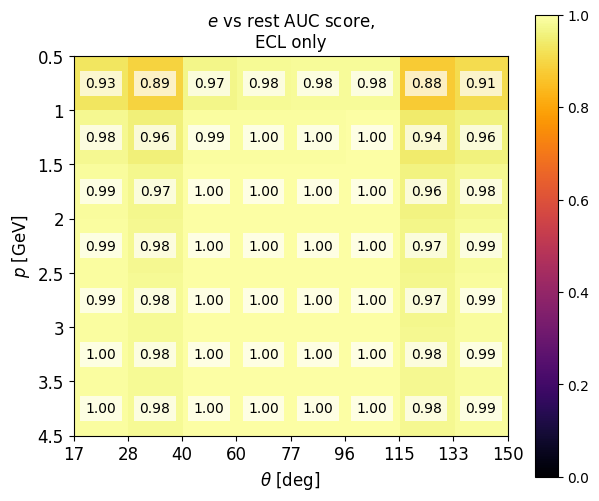 e vs rest AUC score,
ECL only
0.5
1
1.5
2
2.5
3
3.5
4.5
p [GeV]
0.93 0.89 0.97 0.98 0.98 0.98 0.88 0.91
0.98 0.96 0.99 1.00 1.00 1.00 0.94 0.96
0.99 0.97 1.00 1.00 1.00 1.00 0.96 0.98
0.99 0.98 1.00 1.00 1.00 1.00 0.97 0.99
0.99 0.98 1.00 1.00 1.00 1.00 0.97 0.99
1.00 0.98 1.00 1.00 1.00 1.00 0.98 0.99
1.00 0.98 1.00 1.00 1.00 1.00 0.98 0.99
17 28 40 60 77 96 115 133 150
θ [deg]
1.0
0.8
0.6
0.4
0.2
0.0